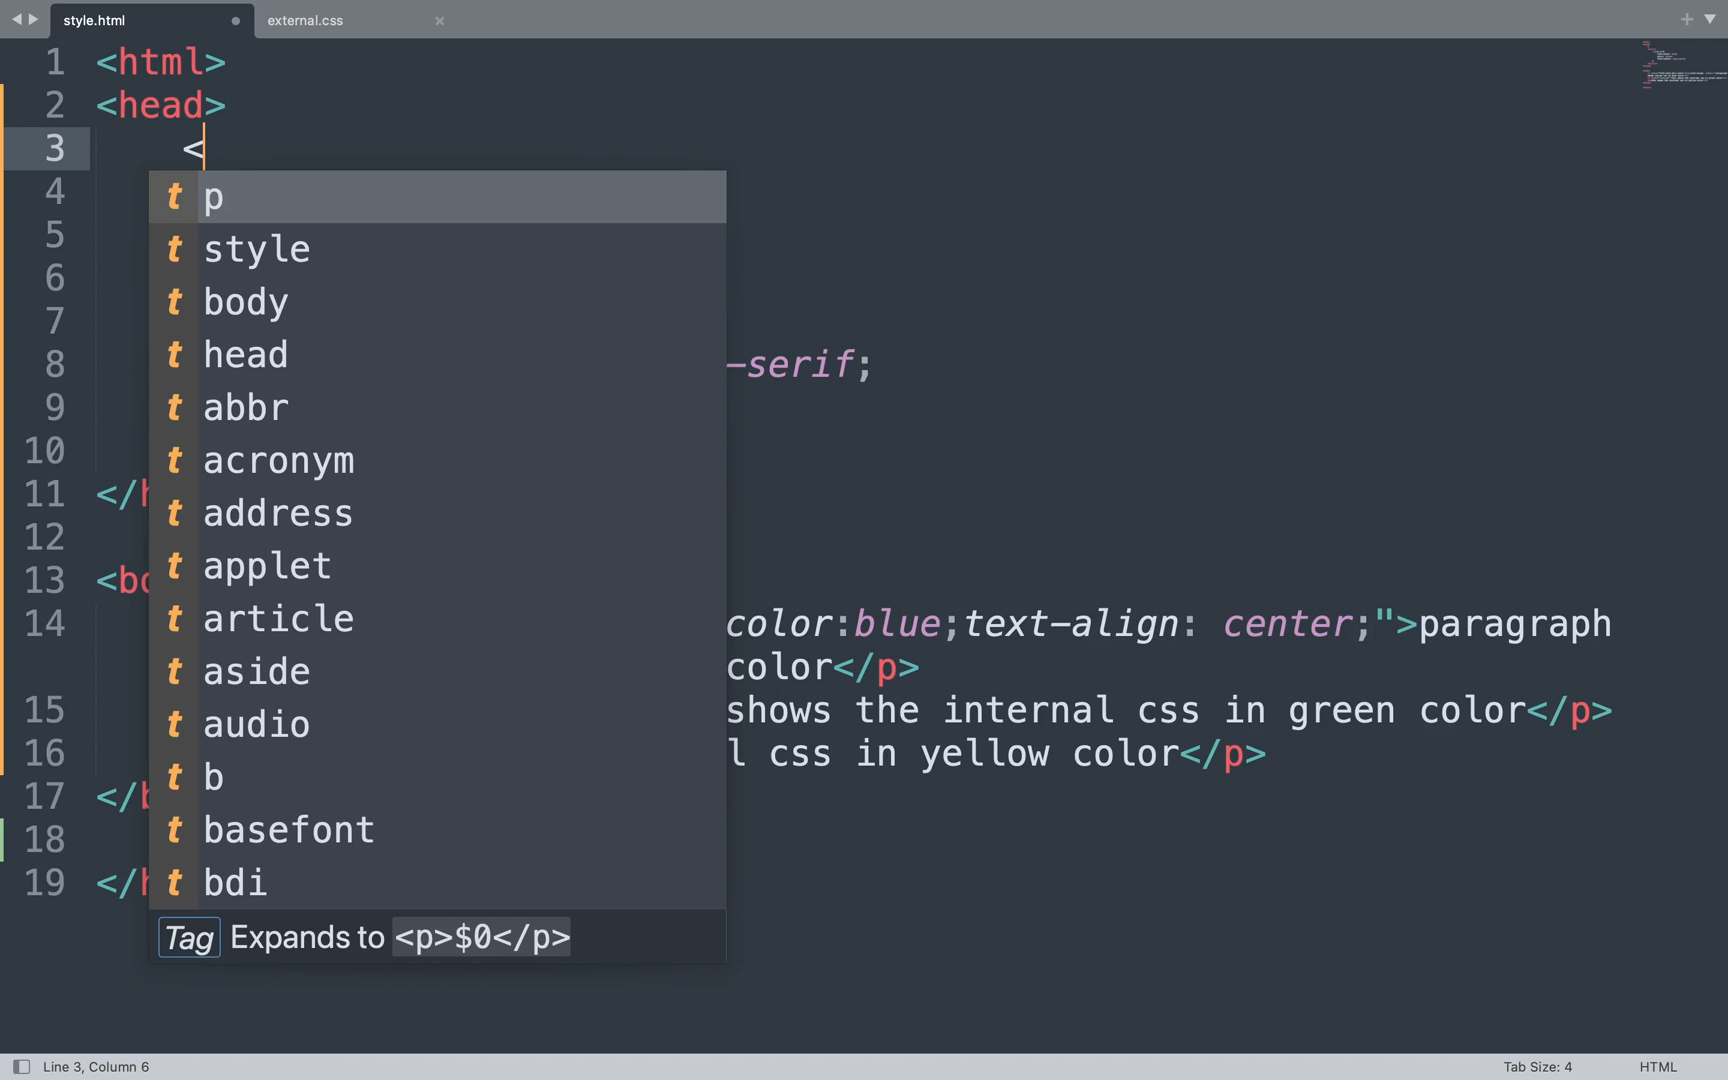 style.html
external.css
1 <html>
2 <head>
3 <
4
5
6
7
8 -serif;
9
10
11 </h
12
13 <bo
14 color:blue;text-align: center;">paragraph
color</p>
15 shows the internal css in green color</p>
16 l css in yellow color</p>
17 </b
18
19 </h
t p
t style
t body
t head
t abbr
t acronym
t address
t applet
t article
t aside
t audio
t b
t basefont
t bdi
Tag Expands to <p>$0</p>
Line 3, Column 6
Tab Size: 4
HTML